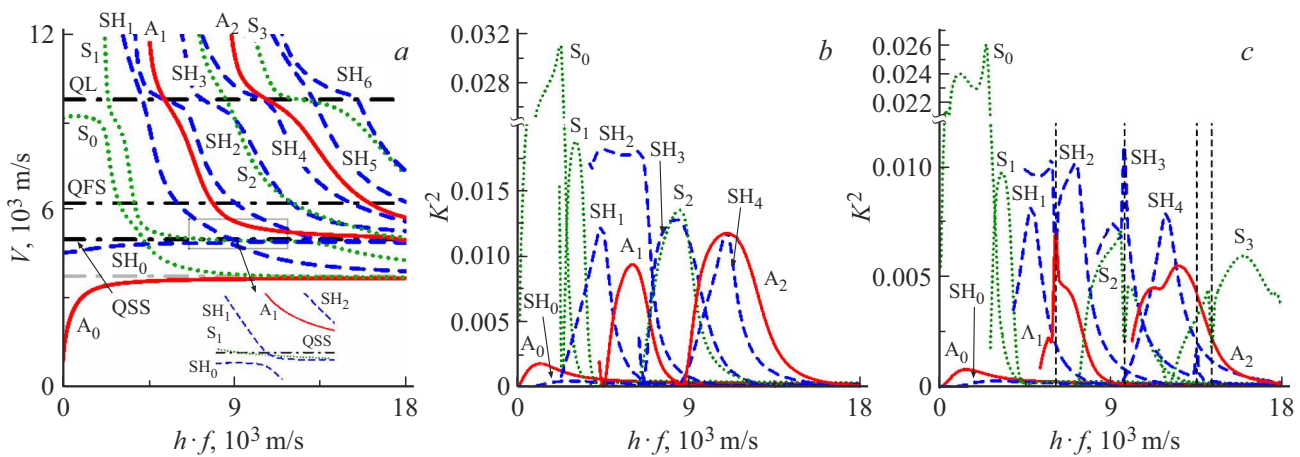 12
6
0
V, 10³ m/s
0
9
18
h·f, 10³ m/s
a
SH₁
A₁
A₂
S₃
S₁
SH₃
SH₆
QL
S₀
SH₂
SH₄
SH₅
S₂
QFS
SH₀
QSS
A₀
SH₁
A₁
SH₂
S₁
QSS
SH₀
b
0.032
0.028
0.015
0.010
0.005
0
K²
0
9
18
h·f, 10³ m/s
S₀
S₁
SH₂
SH₃
S₂
SH₄
SH₁
A₁
A₂
SH₀
A₀
c
0.026
0.024
0.022
0.010
0.005
0
K²
0
9
18
h·f, 10³ m/s
S₀
S₁
SH₂
SH₃
SH₁
SH₄
S₂
S₃
SH₀
A₁
A₀
A₂